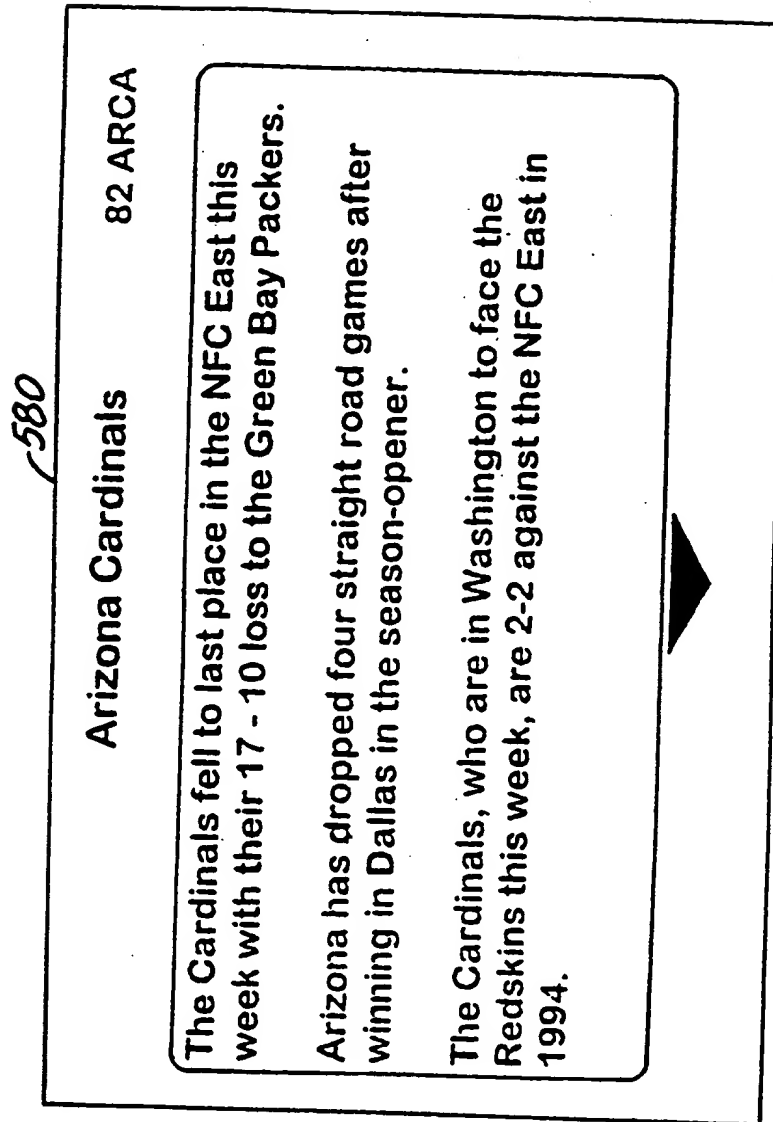 580
Arizona Cardinals 82 ARCA
The Cardinals fell to last place in the NFC East this
week with their 17 - 10 loss to the Green Bay Packers.
Arizona has dropped four straight road games after
winning in Dallas in the season-opener.
The Cardinals, who are in Washington to face the
Redskins this week, are 2-2 against the NFC East in
1994.